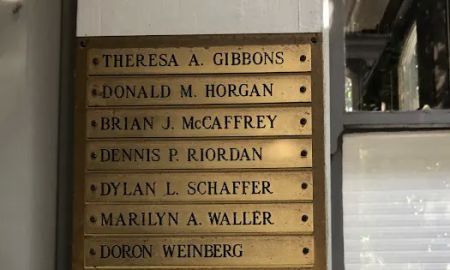 THERESA A. GIBBONS
DONALD M. HORGAN
BRIAN J. McCAFFREY
DENNIS P. RIORDAN
DYLAN L. SCHAFFER
MARILYN A. WALLER
DORON WEINBERG